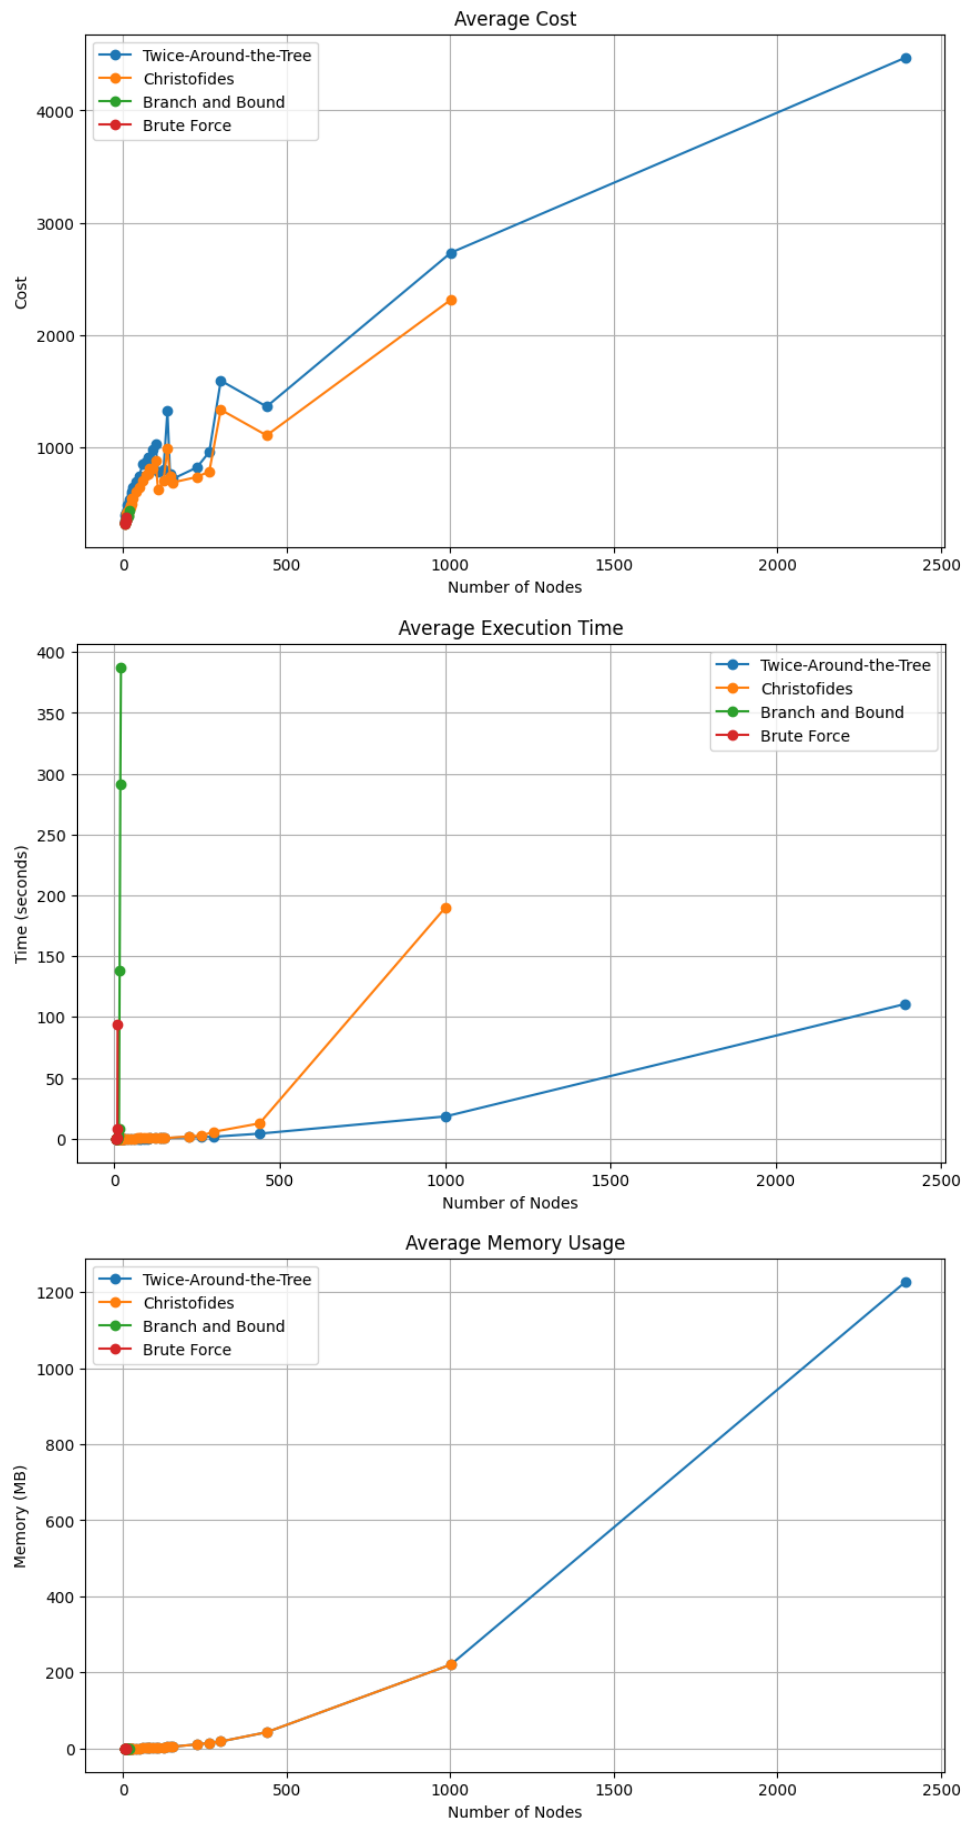 Average Cost
Twice-Around-the-Tree
Christofides
Branch and Bound
Brute Force
4000
3000
2000
1000
Cost
0 500 1000 1500 2000 2500
Number of Nodes
Average Execution Time
Twice-Around-the-Tree
Christofides
Branch and Bound
Brute Force
400
350
300
250
200
150
100
50
0
Time (seconds)
0 500 1000 1500 2000 2500
Number of Nodes
Average Memory Usage
Twice-Around-the-Tree
Christofides
Branch and Bound
Brute Force
1200
1000
800
600
400
200
0
Memory (MB)
0 500 1000 1500 2000 2500
Number of Nodes